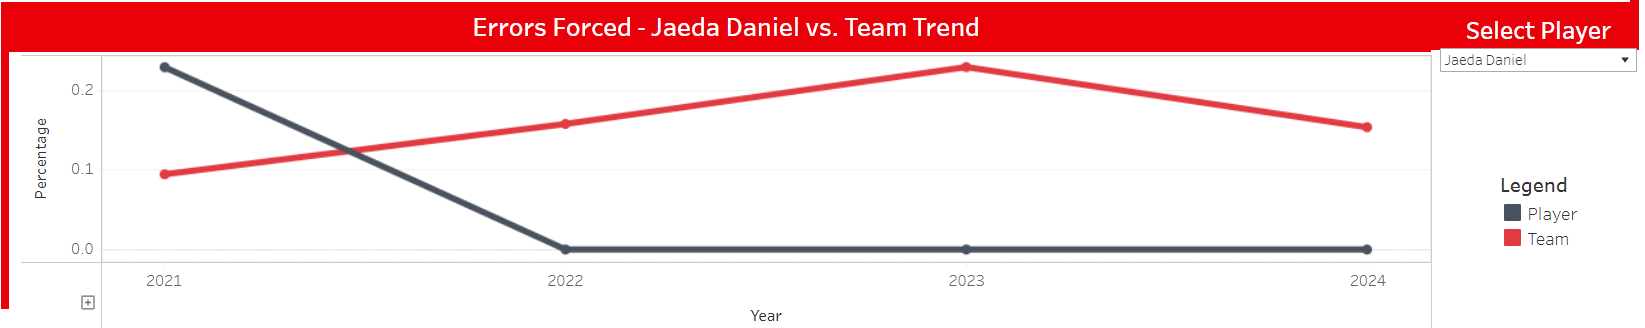 Errors Forced - Jaeda Daniel vs. Team Trend
Select Player
Jaeda Daniel
0.2
0.1
0.0
Percentage
2021 2022 2023 2024
Year
Legend
Player
Team